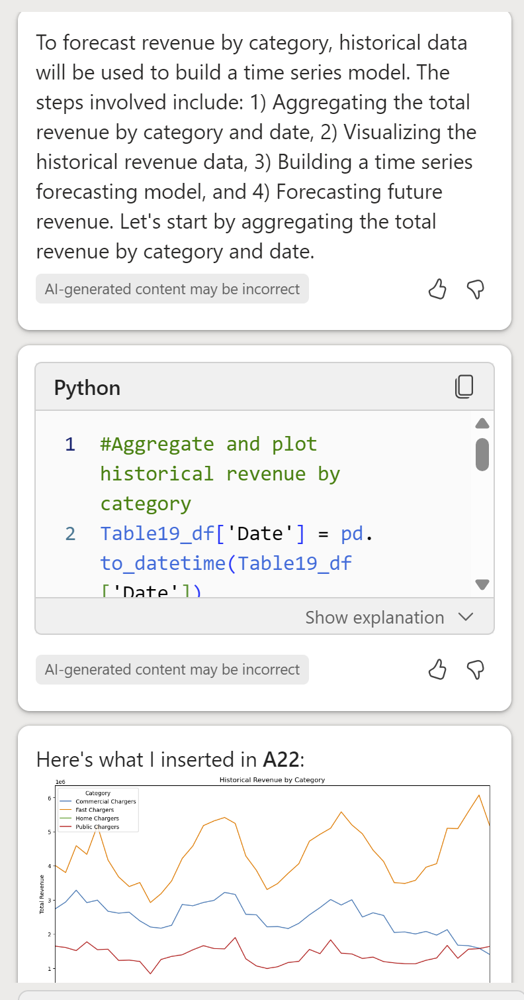 To forecast revenue by category, historical data
will be used to build a time series model. The
steps involved include: 1) Aggregating the total
revenue by category and date, 2) Visualizing the
historical revenue data, 3) Building a time series
forecasting model, and 4) Forecasting future
revenue. Let's start by aggregating the total
revenue by category and date.
AI-generated content may be incorrect
Python
1 #Aggregate and plot
historical revenue by
category
2 Table19_df['Date'] = pd.
to_datetime(Table19_df
['Date'])
Show explanation
AI-generated content may be incorrect
Here's what I inserted in A22:
Historical Revenue by Category
1e6
Category
Commercial Chargers
Fast Chargers
Home Chargers
Public Chargers
6
5
4
3
2
1
Total Revenue